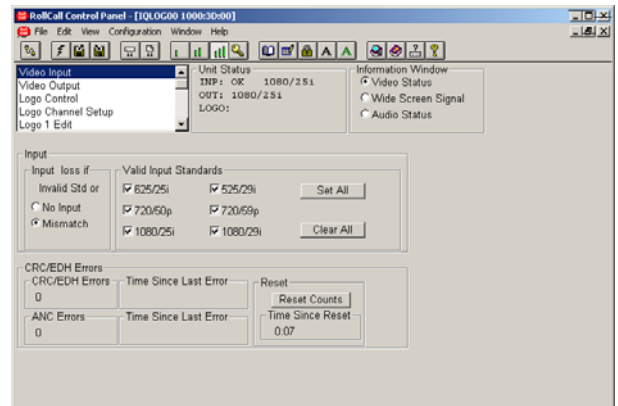 RollCall Control Panel - [IQLOG00 1000:3D:00]
File Edit View Configuration Window Help
Video Input
Video Output
Logo Control
Logo Channel Setup
Logo 1 Edit
Unit Status
INP: OK 1080/25i
OUT: 1080/25i
LOGO:
Information Window
Video Status
Wide Screen Signal
Audio Status
Input
Input loss if
Invalid Std or
No Input
Mismatch
Valid Input Standards
625/25i 525/29i Set All
720/50p 720/59p
1080/25i 1080/29i Clear All
CRC/EDH Errors
CRC/EDH Errors Time Since Last Error
0
ANC Errors Time Since Last Error
0
Reset
Reset Counts
Time Since Reset
0:07